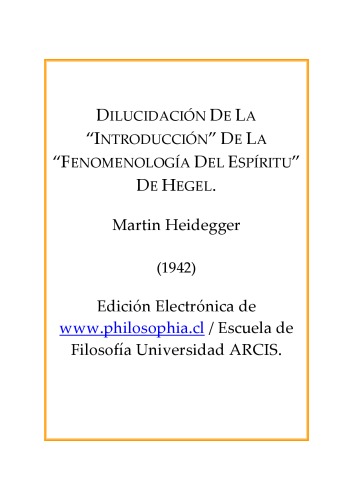 DILUCIDACIÓN DE LA
“INTRODUCCIÓN” DE LA
“FENOMENOLOGÍA DEL ESPÍRITU”
DE HEGEL.
Martin Heidegger
(1942)
Edición Electrónica de
www.philosophia.cl / Escuela de
Filosofía Universidad ARCIS.